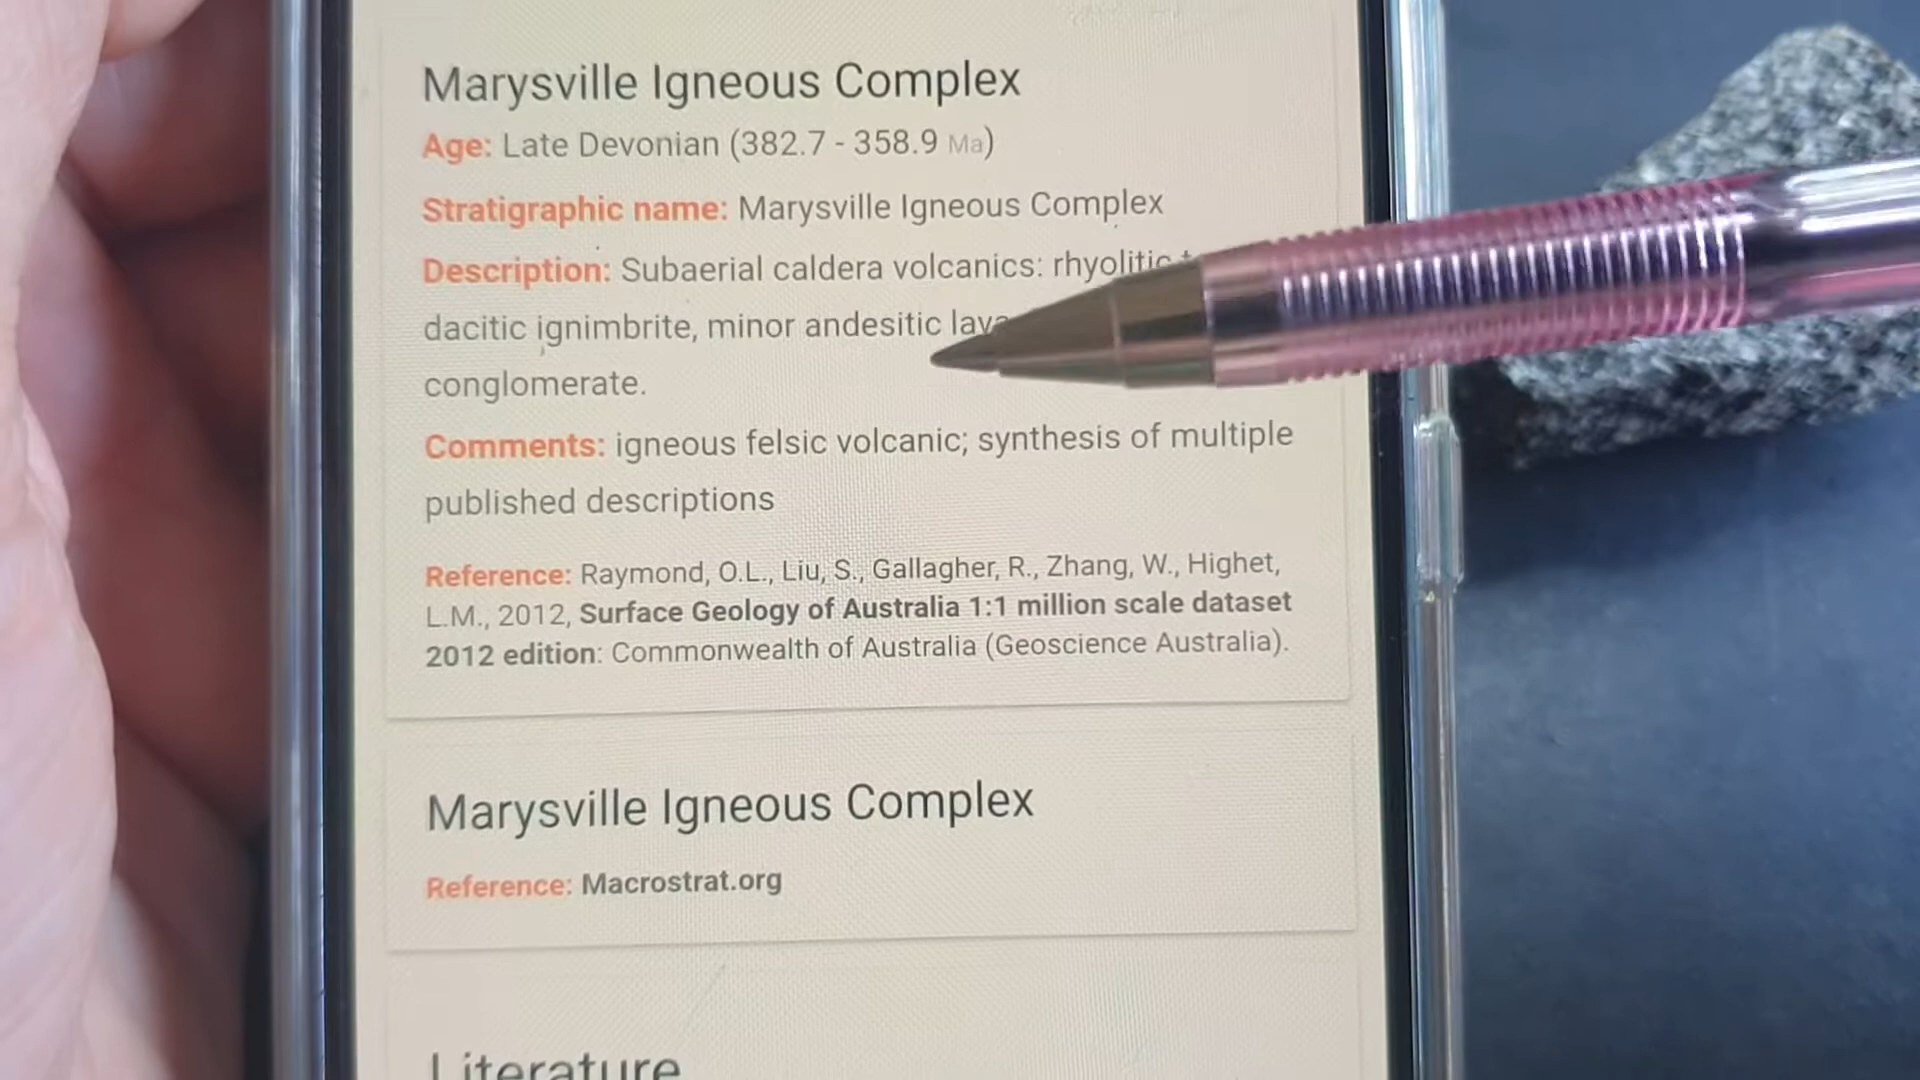 Marysville Igneous Complex
Age: Late Devonian (382.7 - 358.9 Ma)
Stratigraphic name: Marysville Igneous Complex
Description: Subaerial caldera volcanics: rhyolitic
dacitic ignimbrite, minor andesitic lava
conglomerate.
Comments: igneous felsic volcanic; synthesis of multiple
published descriptions
Reference: Raymond, O.L., Liu, S., Gallagher, R., Zhang, W., Highet,
L.M., 2012, Surface Geology of Australia 1:1 million scale dataset
2012 edition: Commonwealth of Australia (Geoscience Australia).
Marysville Igneous Complex
Reference: Macrostrat.org
Literature